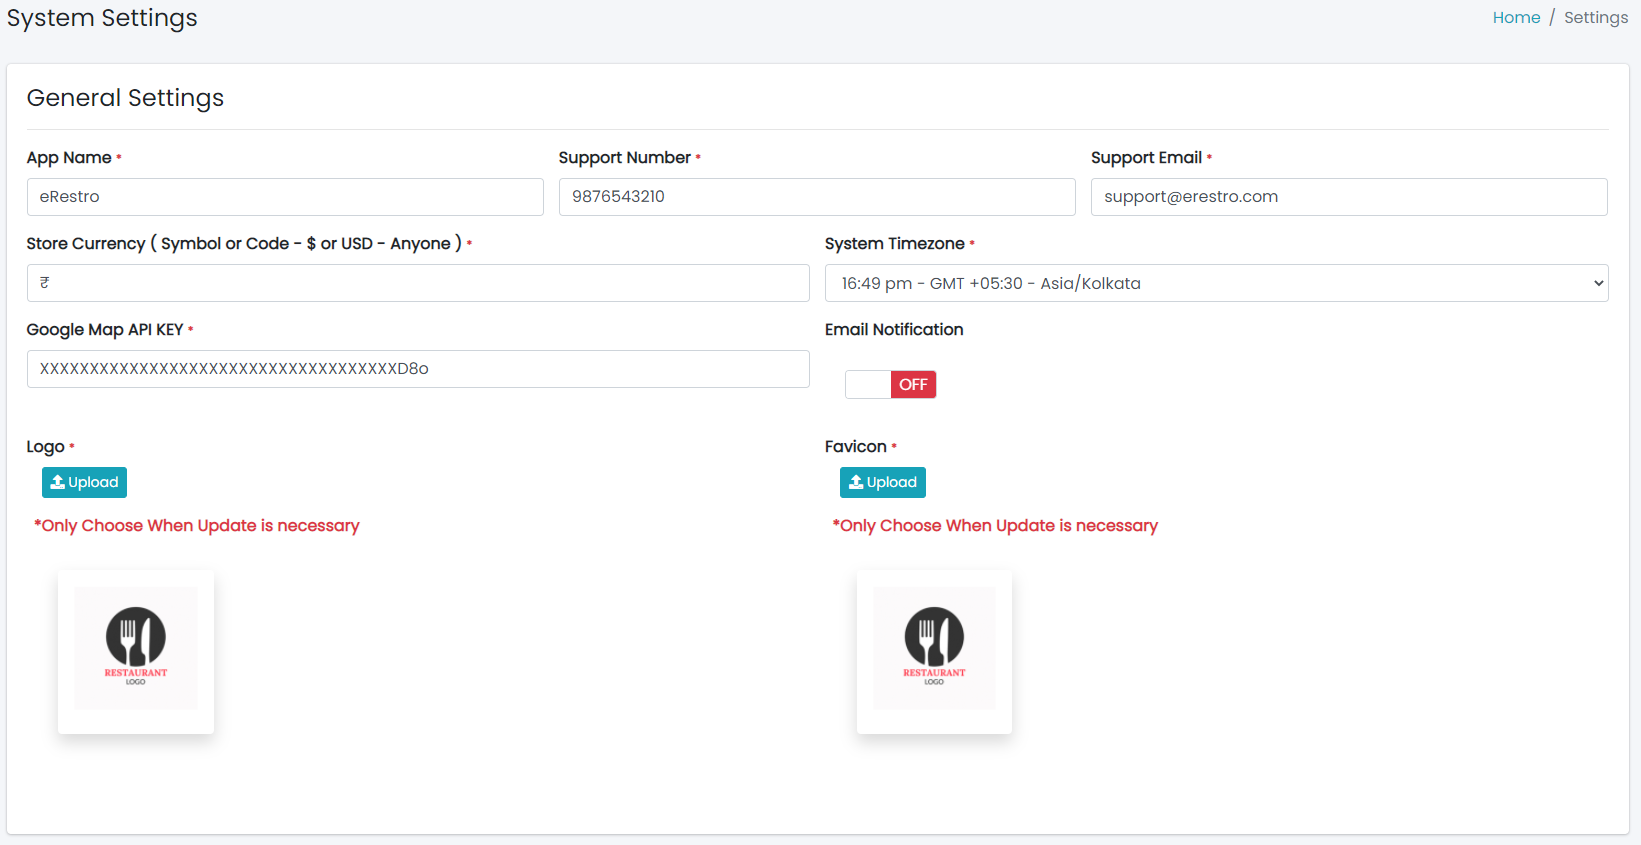 System Settings
Home / Settings
General Settings
App Name *
Support Number *
Support Email *
eRestro
9876543210
support@erestro.com
Store Currency ( Symbol or Code - $ or USD - Anyone ) *
System Timezone *
₹
16:49 pm - GMT +05:30 - Asia/Kolkata
Google Map API KEY *
Email Notification
XXXXXXXXXXXXXXXXXXXXXXXXXXXXXXXXXXXXD8o
OFF
Logo *
Favicon *
Upload
Upload
*Only Choose When Update is necessary
*Only Choose When Update is necessary
RESTAURANT
LOGO
RESTAURANT
LOGO